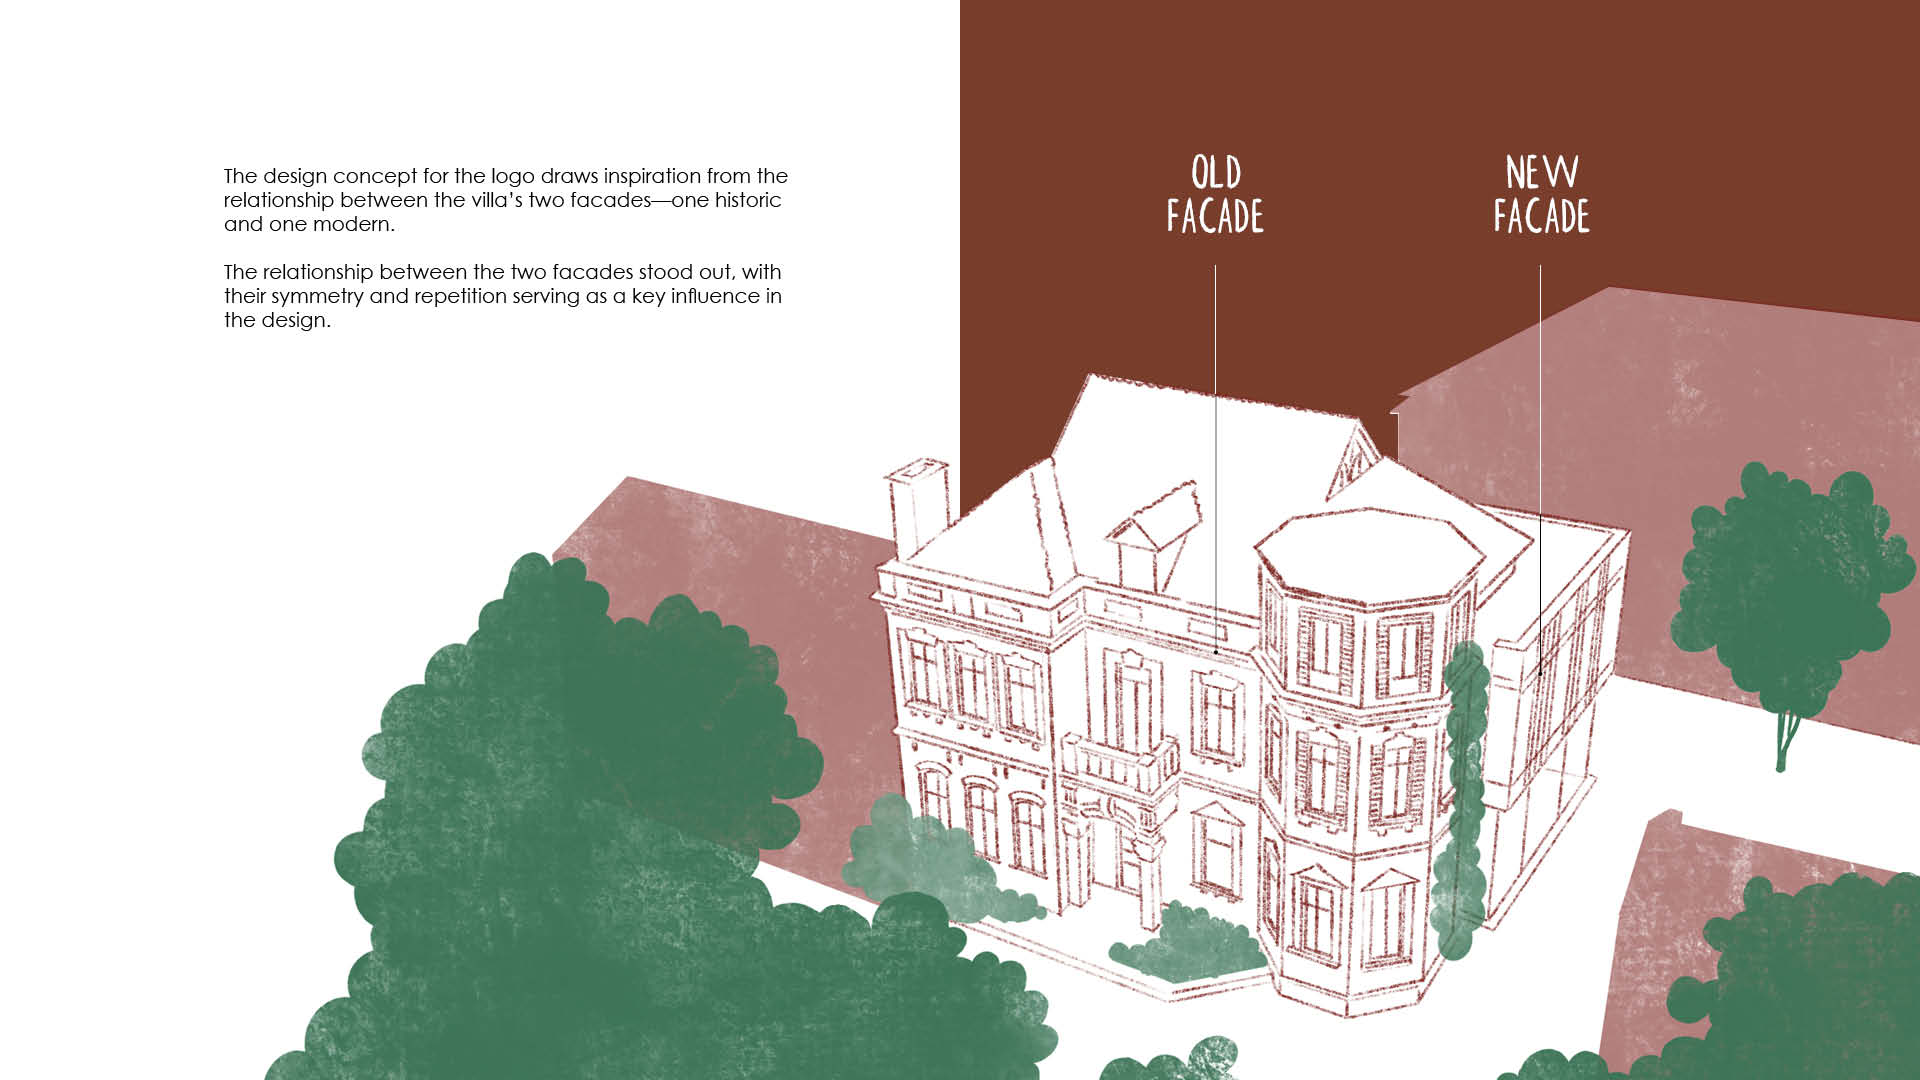 The design concept for the logo draws inspiration from the
relationship between the villa’s two facades—one historic
and one modern.
The relationship between the two facades stood out, with
their symmetry and repetition serving as a key influence in
the design.
OLD
FACADE
NEW
FACADE